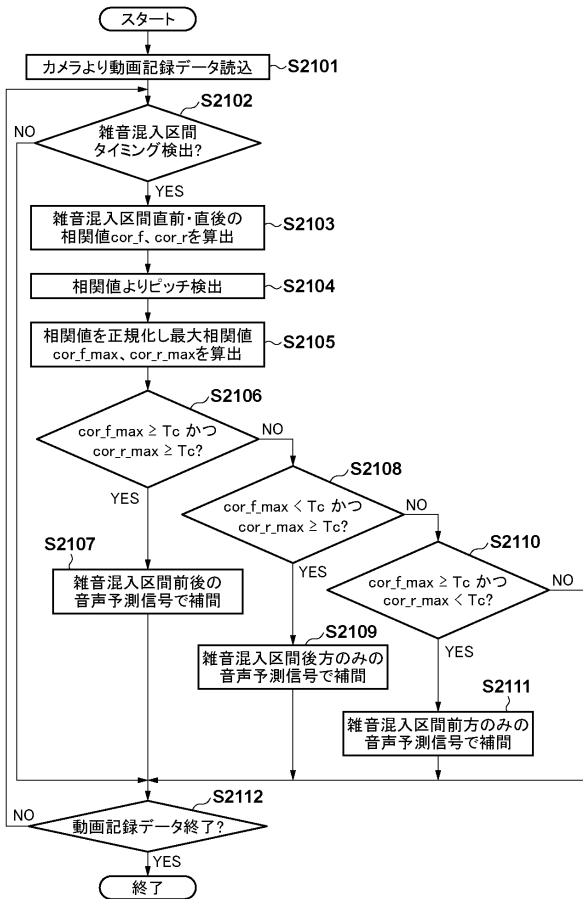 スタート
カメラより動画記録データ読込
S2101
S2102
雑音混入区間
タイミング検出?
NO
YES
雑音混入区間直前・直後の
相関値cor_f、cor_rを算出
S2103
相関値よりピッチ検出
S2104
相関値を正規化し最大相関値
cor_f_max、cor_r_maxを算出
S2105
S2106
cor_f_max ≥ Tc かつ
cor_r_max ≥ Tc?
NO
YES
S2108
cor_f_max < Tc かつ
cor_r_max ≥ Tc?
NO
YES
S2107
雑音混入区間前後の
音声予測信号で補間
S2110
cor_f_max ≥ Tc かつ
cor_r_max < Tc?
NO
YES
S2109
雑音混入区間後方のみの
音声予測信号で補間
S2111
雑音混入区間前方のみの
音声予測信号で補間
S2112
動画記録データ終了?
NO
YES
終了